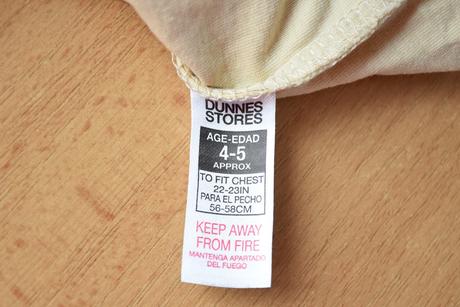 DUNNES
STORES
AGE-EDAD
4-5
APPROX
TO FIT CHEST
22-23IN
PARA EL PECHO
56-58CM
KEEP AWAY
FROM FIRE
MANTENGA APARTADO
DEL FUEGO